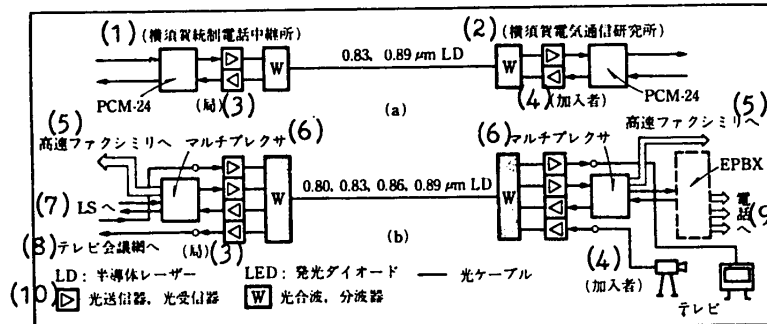 (1) (横須賀統制電話中継所)
(2) (横須賀電気通信研究所)
0.83, 0.89 μm LD
W
W
PCM-24
(局) (3)
(a)
(4) (加入者)
PCM-24
(5)
高速ファクシミリへ マルチプレクサ (6)
(6) マルチプレクサ 高速ファクシミリへ (5)
EPBX
(7) LSへ
W
0.80, 0.83, 0.86, 0.89 μm LD
W
電話へ (9
(8) テレビ会議網へ (局) (3)
(b)
(4)
(加入者)
テレビ
LD: 半導体レーザー LED: 発光ダイオード 光ケーブル
(10) 光送信器, 光受信器 W 光合波, 分波器